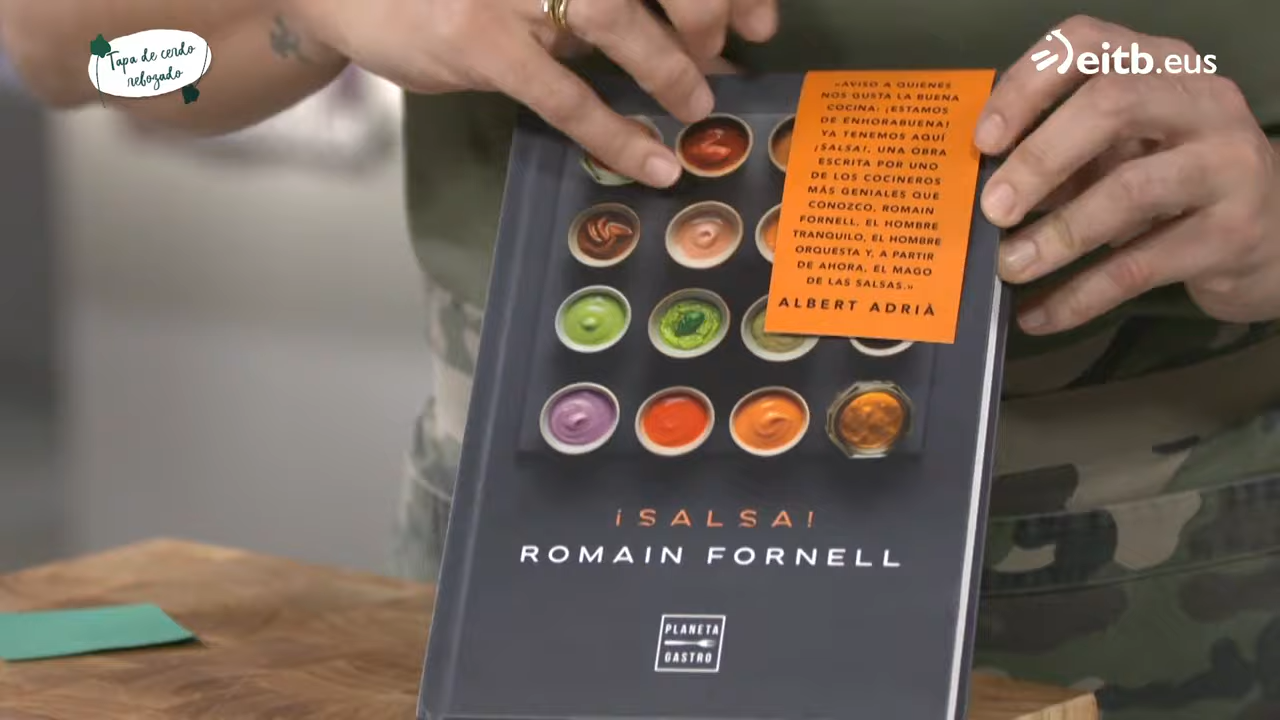 Tapa de cerdo
rebozado
eitb.eus
«AVISO A QUIENES
NOS GUSTA LA BUENA
COCINA: ¡ESTAMOS
DE ENHORABUENA!
YA TENEMOS AQUÍ
¡SALSA!, UNA OBRA
ESCRITA POR UNO
DE LOS COCINEROS
MÁS GENIALES QUE
CONOZCO, ROMAIN
FORNELL, EL HOMBRE
TRANQUILO, EL HOMBRE
ORQUESTA Y, A PARTIR
DE AHORA, EL MAGO
DE LAS SALSAS.»
ALBERT ADRIÀ
¡SALSA!
ROMAIN FORNELL
PLANETA
GASTRO